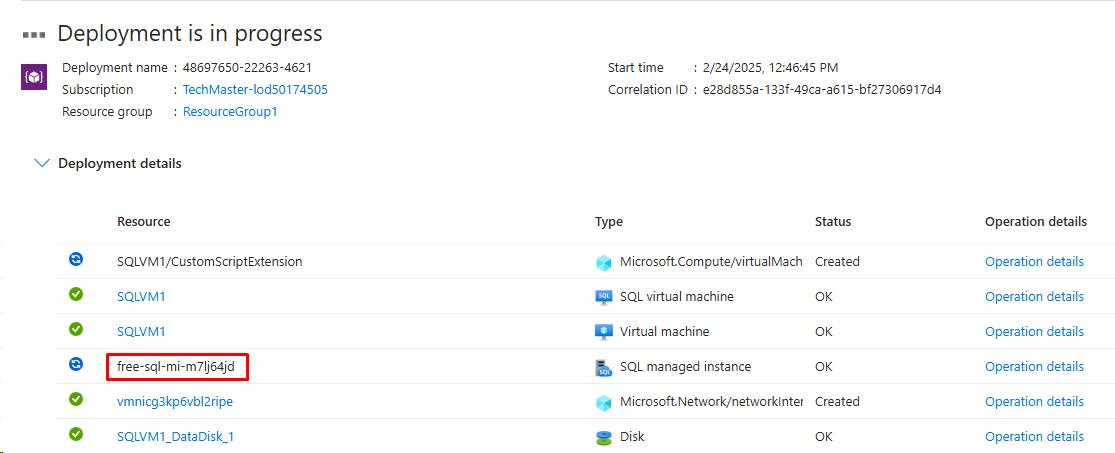 Deployment is in progress
Deployment name : 48697650-22263-4621
Start time : 2/24/2025, 12:46:45 PM
Subscription : TechMaster-lod50174505
Correlation ID : e28d855a-133f-49ca-a615-bf27306917d4
Resource group : ResourceGroup1
Deployment details
Resource Type Status Operation details
SQLVM1/CustomScriptExtension Microsoft.Compute/virtualMach Created Operation details
SQLVM1 SQL virtual machine OK Operation details
SQLVM1 Virtual machine OK Operation details
free-sql-mi-m7lj64jd SQL managed instance OK Operation details
vmnicg3kp6vbl2ripe Microsoft.Network/networkInter Created Operation details
SQLVM1_DataDisk_1 Disk OK Operation details